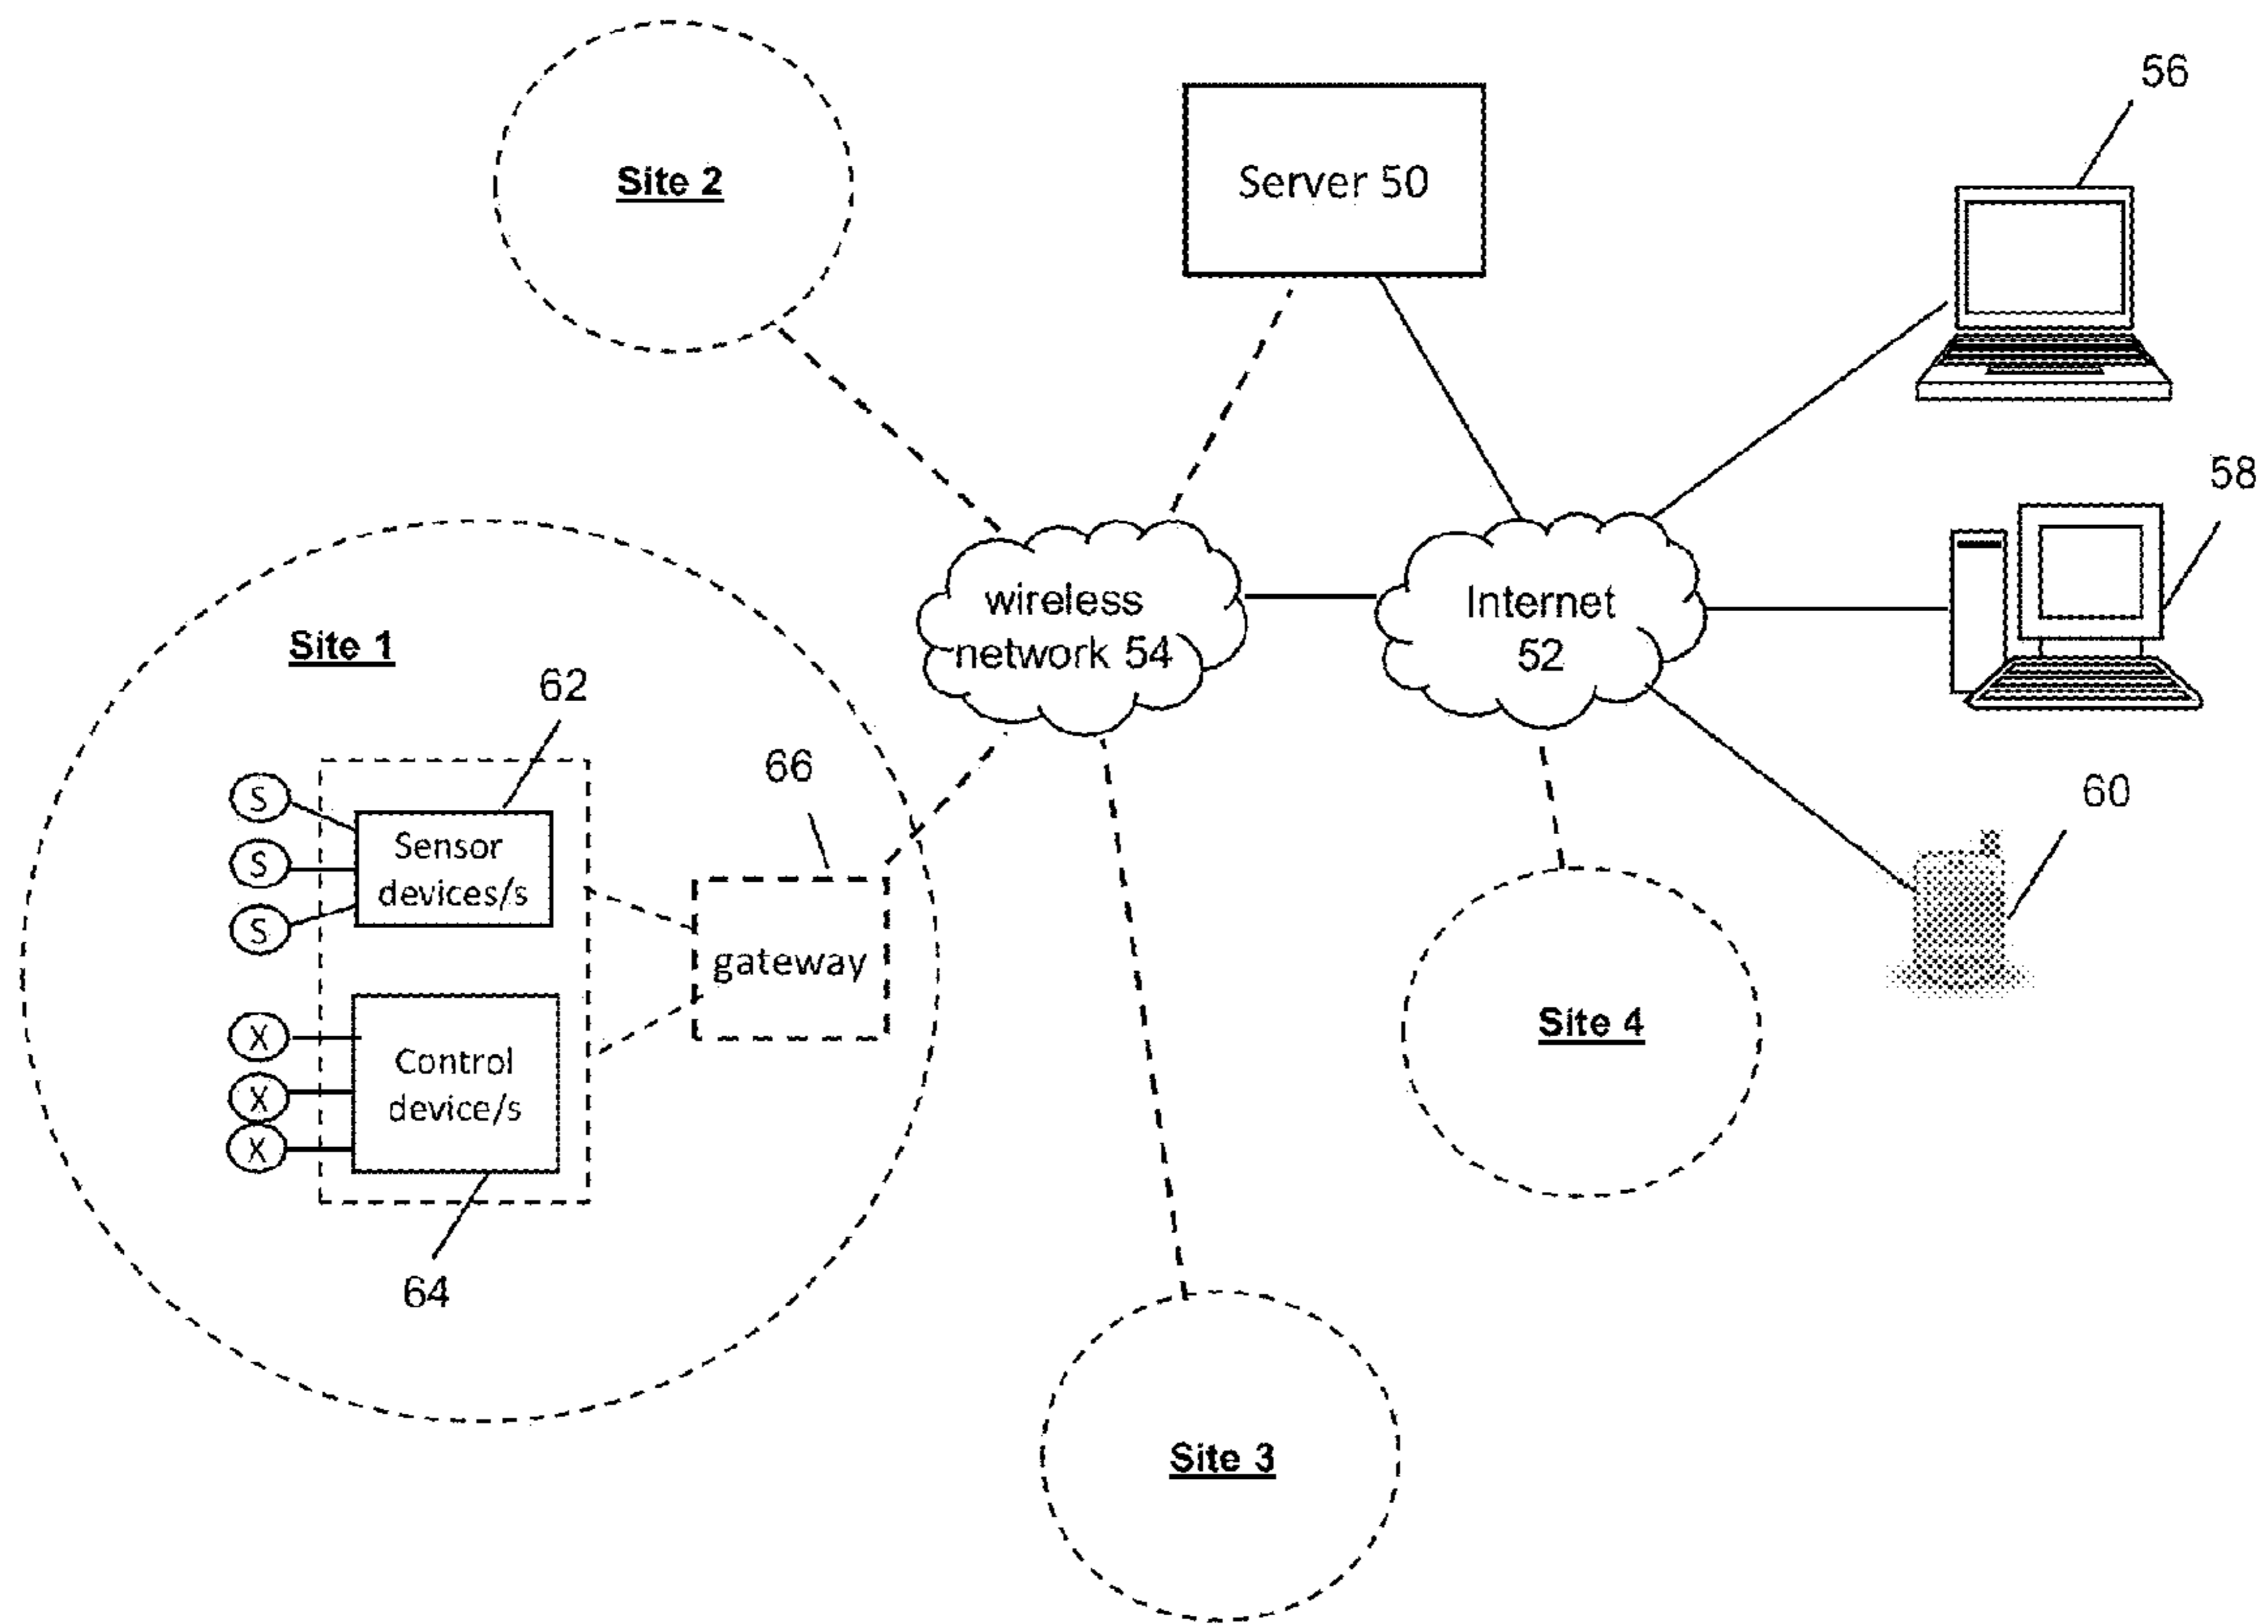 56
Site 2
Server 50
58
wireless
network 54
Internet
52
Site 1
62
66
60
S
S
S
Sensor
devices/s
gateway
X
X
X
Control
device/s
Site 4
64
Site 3